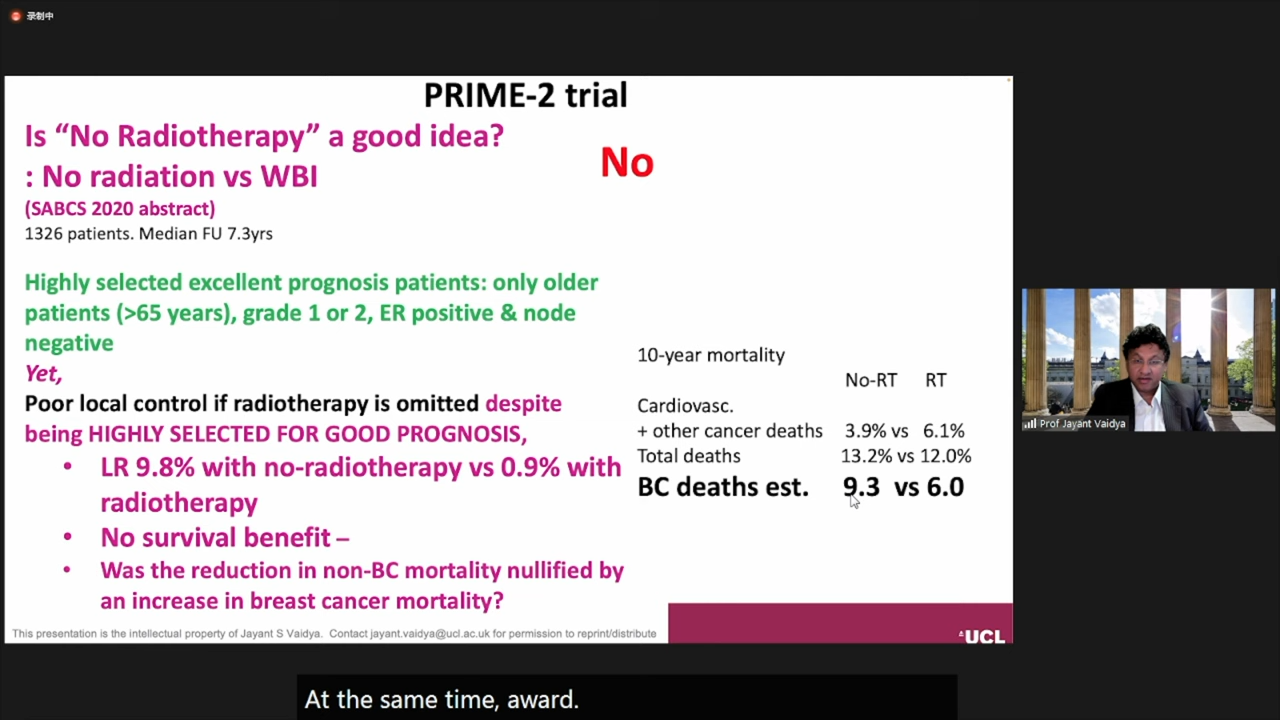 录制中
PRIME-2 trial
Is “No Radiotherapy” a good idea?
No
: No radiation vs WBI
(SABCS 2020 abstract)
1326 patients. Median FU 7.3yrs
Highly selected excellent prognosis patients: only older
patients (>65 years), grade 1 or 2, ER positive & node
negative
Yet,
Poor local control if radiotherapy is omitted despite
being HIGHLY SELECTED FOR GOOD PROGNOSIS,
• LR 9.8% with no-radiotherapy vs 0.9% with
radiotherapy
• No survival benefit –
• Was the reduction in non-BC mortality nullified by
an increase in breast cancer mortality?
10-year mortality
No-RT RT
Cardiovasc.
+ other cancer deaths 3.9% vs 6.1%
Total deaths 13.2% vs 12.0%
BC deaths est. 9.3 vs 6.0
This presentation is the intellectual property of Jayant S Vaidya. Contact jayant.vaidya@ucl.ac.uk for permission to reprint/distribute
UCL
Prof Jayant Vaidya
At the same time, award.